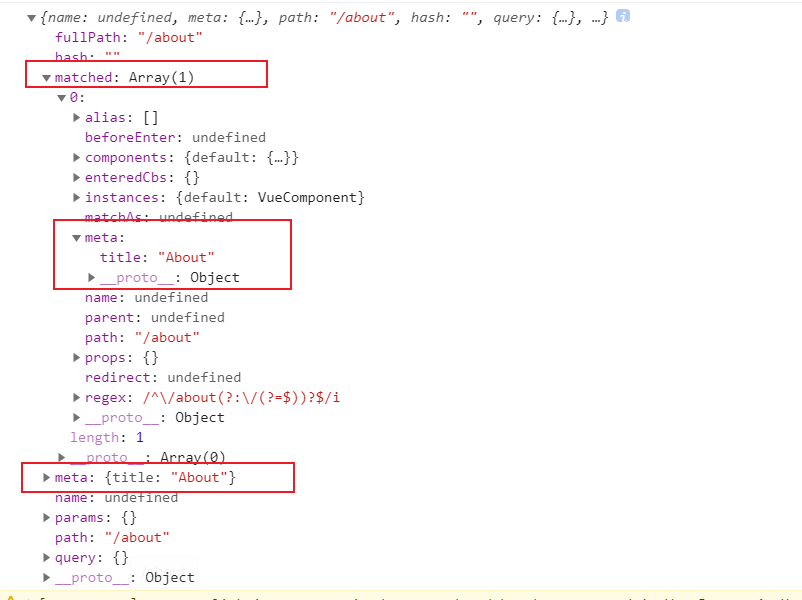 {name: undefined, meta: {…}, path: "/about", hash: "", query: {…}, …} i
fullPath: "/about"
hash: ""
matched: Array(1)
0:
alias: []
beforeEnter: undefined
components: {default: {…}}
enteredCbs: {}
instances: {default: VueComponent}
matchAs: undefined
meta:
title: "About"
__proto__: Object
name: undefined
parent: undefined
path: "/about"
props: {}
redirect: undefined
regex: /^\/about(?:\/(?=$))?$/i
__proto__: Object
length: 1
__proto__: Array(0)
meta: {title: "About"}
name: undefined
params: {}
path: "/about"
query: {}
__proto__: Object